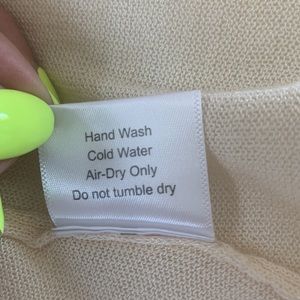 Hand Wash
Cold Water
Air-Dry Only
Do not tumble dry